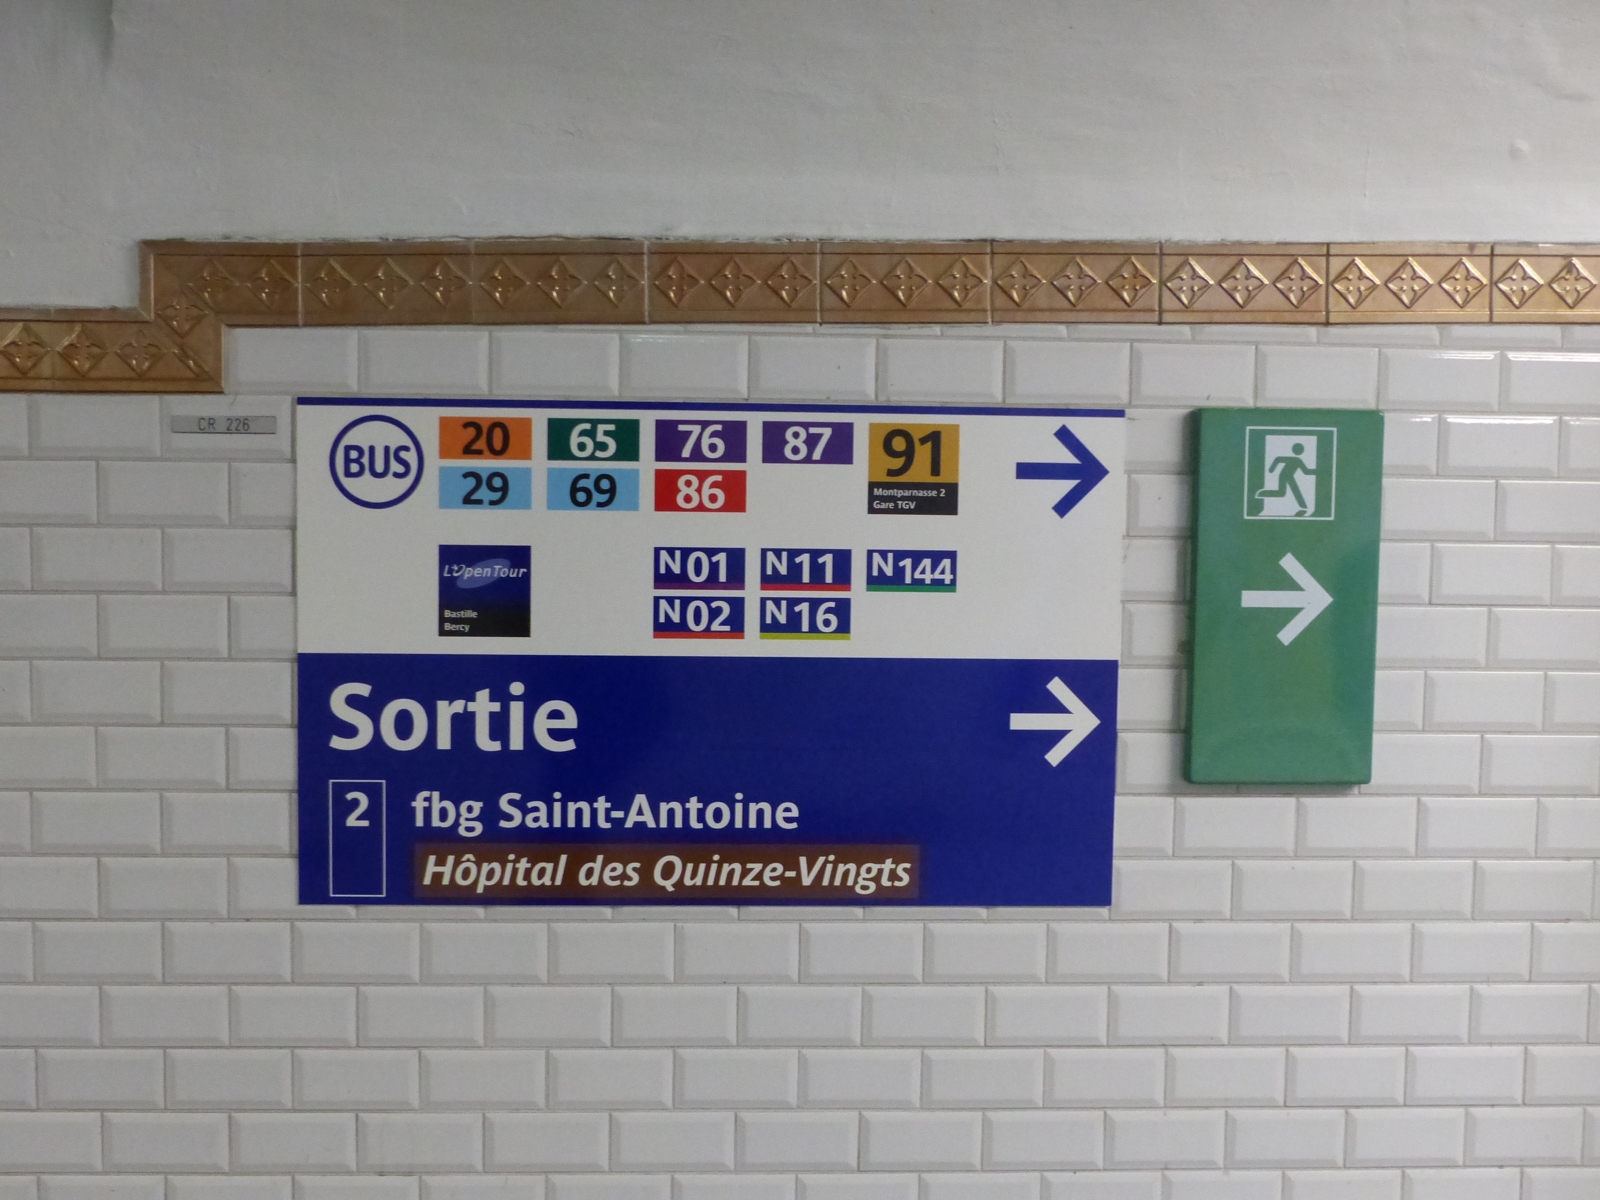 CR 226
BUS 20 65 76 87 91
29 69 86
Montparnasse 2
Gare TGV
L'OpenTour
Bastille
Bercy
N01 N11 N144
N02 N16
Sortie
2 fbg Saint-Antoine
Hôpital des Quinze-Vingts